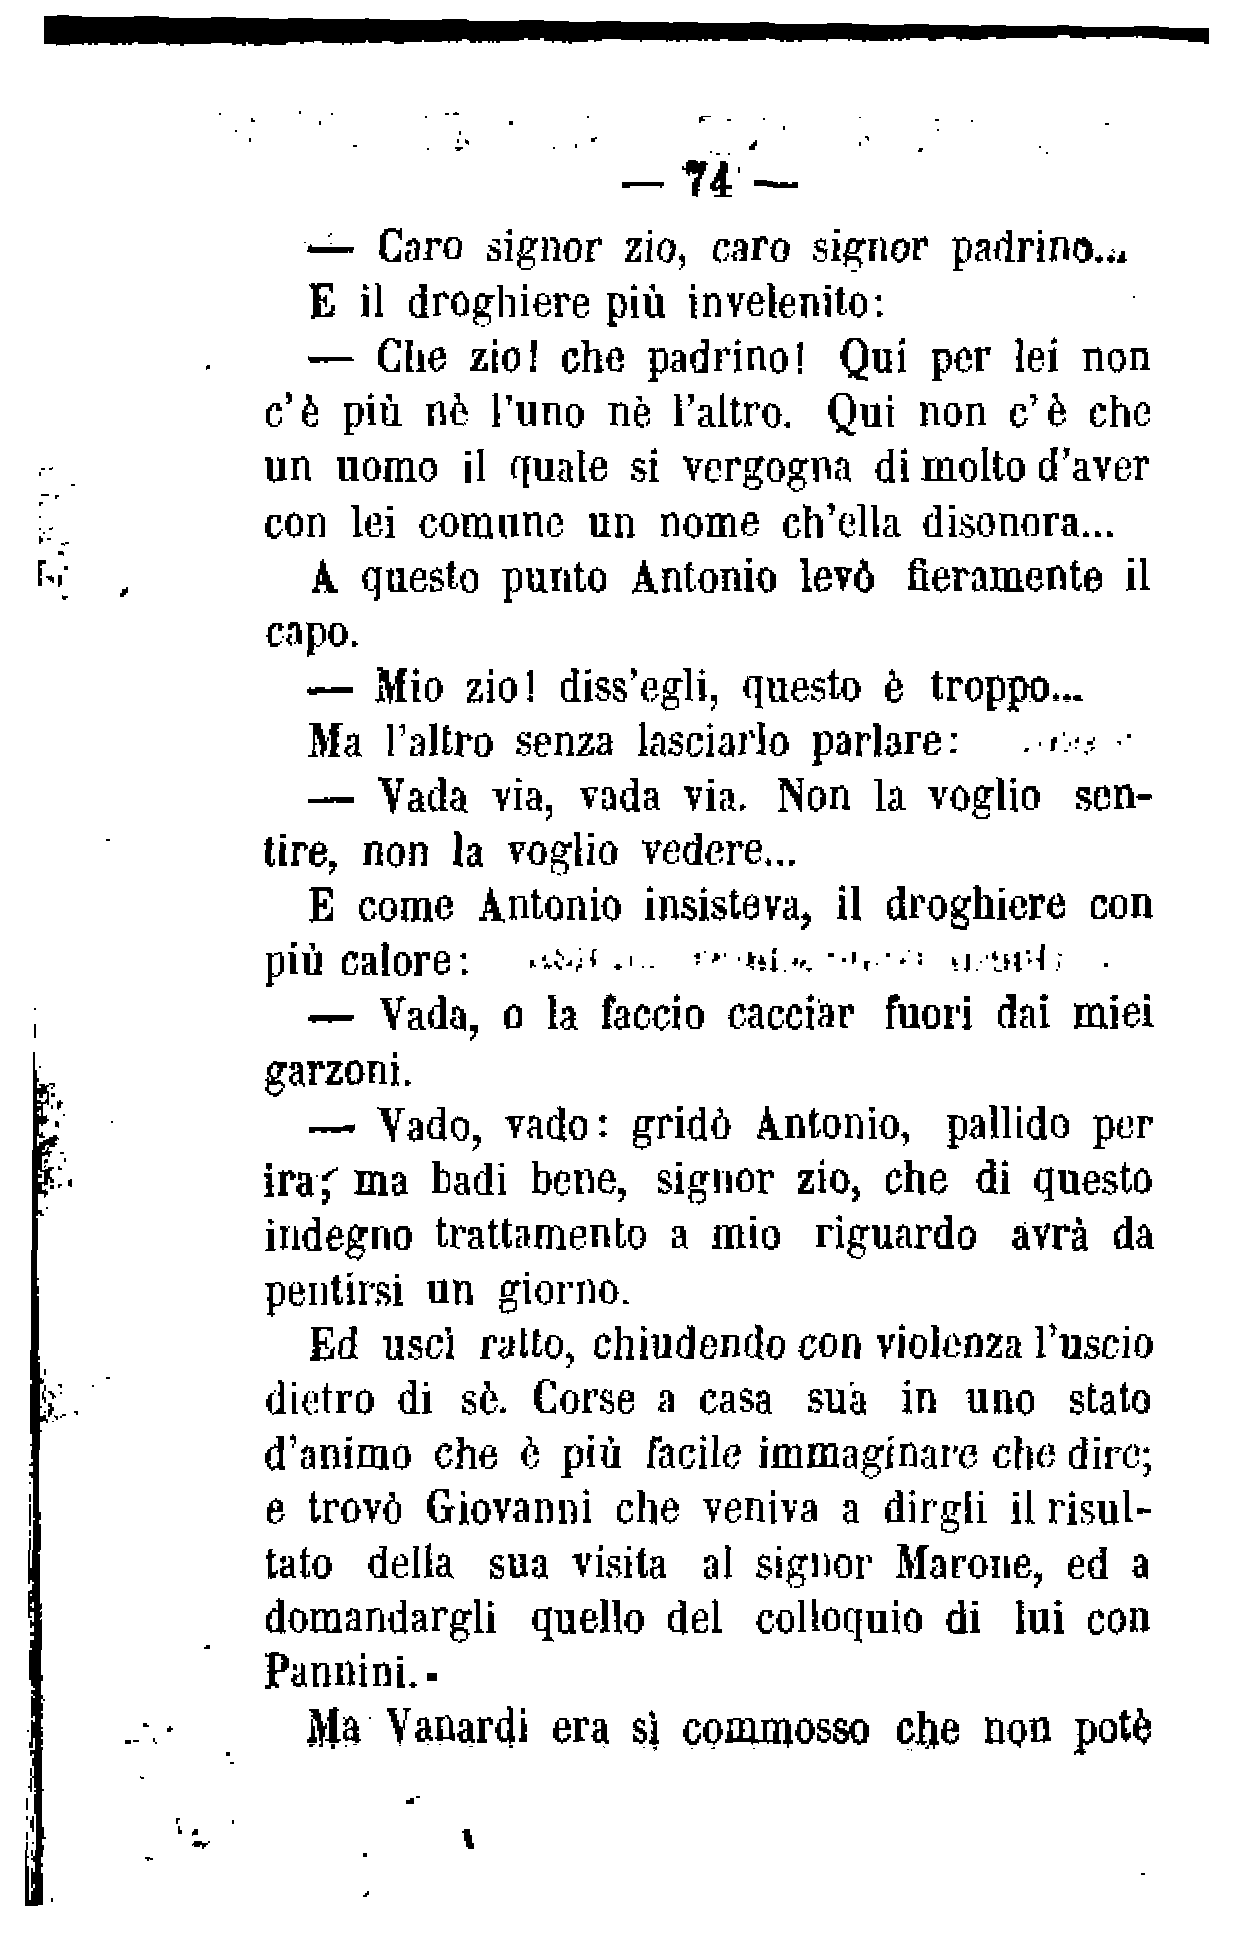 — 74 —
— Caro signor zio, caro signor padrino...
E il droghiere più invelenito:
— Che zio! che padrino! Qui per lei non
c'è più nè l'uno nè l'altro. Qui non c'è che
un uomo il quale si vergogna di molto d'aver
con lei comune un nome ch'ella disonora...
A questo punto Antonio levò fieramente il
capo.
— Mio zio! diss'egli, questo è troppo...
Ma l'altro senza lasciarlo parlare:
— Vada via, vada via. Non la voglio sen-
tire, non la voglio vedere...
E come Antonio insisteva, il droghiere con
più calore:
— Vada, o la faccio cacciar fuori dai miei
garzoni.
— Vado, vado: gridò Antonio, pallido per
ira; ma badi bene, signor zio, che di questo
indegno trattamento a mio riguardo avrà da
pentirsi un giorno.
Ed uscì ratto, chiudendo con violenza l'uscio
dietro di sè. Corse a casa sua in uno stato
d'animo che è più facile immaginare che dire;
e trovò Giovanni che veniva a dirgli il risul-
tato della sua visita al signor Marone, ed a
domandargli quello del colloquio di lui con
Pannini.
Ma Vanardi era sì commosso che non potè